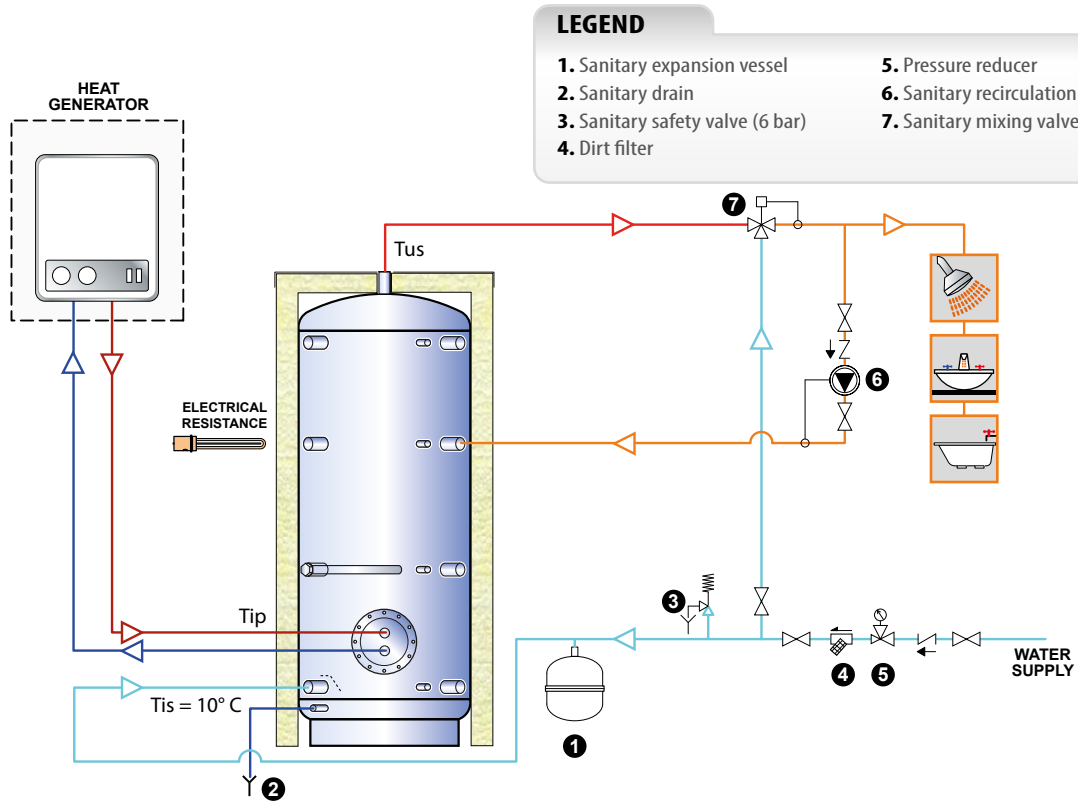 LEGEND
1. Sanitary expansion vessel
2. Sanitary drain
3. Sanitary safety valve (6 bar)
4. Dirt filter
5. Pressure reducer
6. Sanitary recirculation
7. Sanitary mixing valve
HEAT
GENERATOR
7
Tus
6
ELECTRICAL
RESISTANCE
3
Tip
4
5
WATER
SUPPLY
Tis = 10° C
1
2